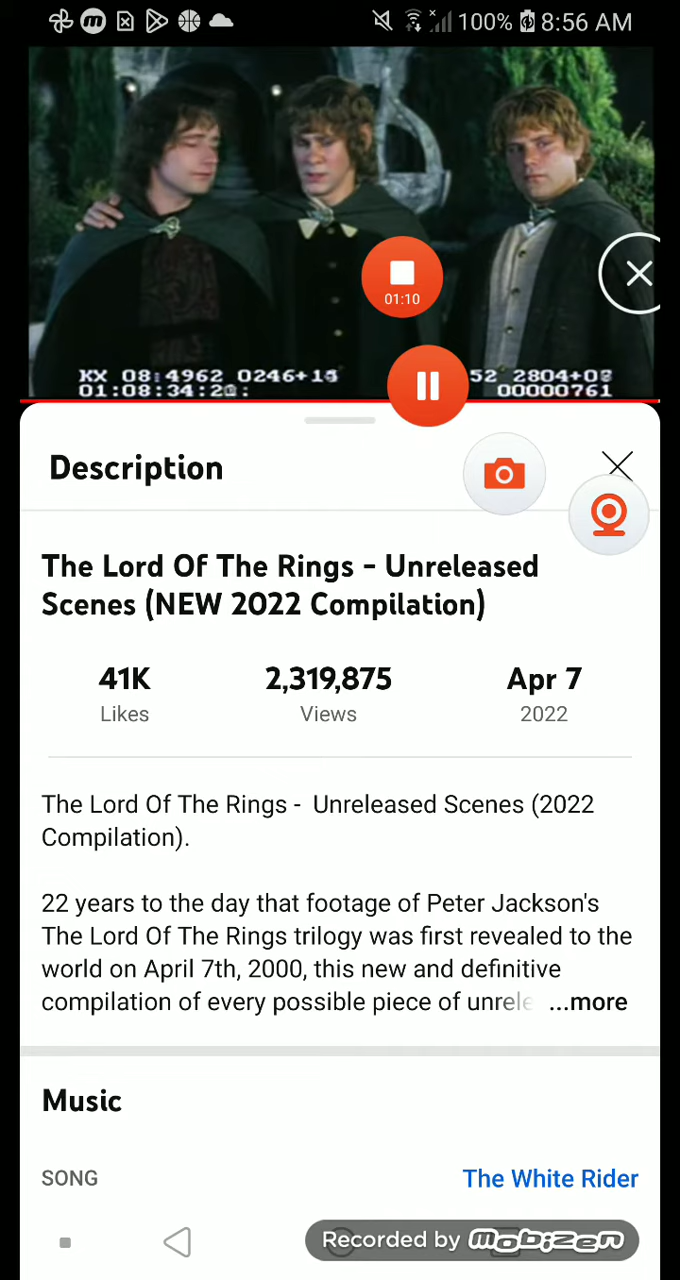 100% 8:56 AM
01:10
KX 08:4962 0246+14
52 2804+02
01:08:34:20:
00000761
Description
The Lord Of The Rings - Unreleased
Scenes (NEW 2022 Compilation)
41K 2,319,875 Apr 7
Likes Views 2022
The Lord Of The Rings - Unreleased Scenes (2022
Compilation).
22 years to the day that footage of Peter Jackson's
The Lord Of The Rings trilogy was first revealed to the
world on April 7th, 2000, this new and definitive
compilation of every possible piece of unrele ...more
Music
SONG The White Rider
Recorded by mobizen